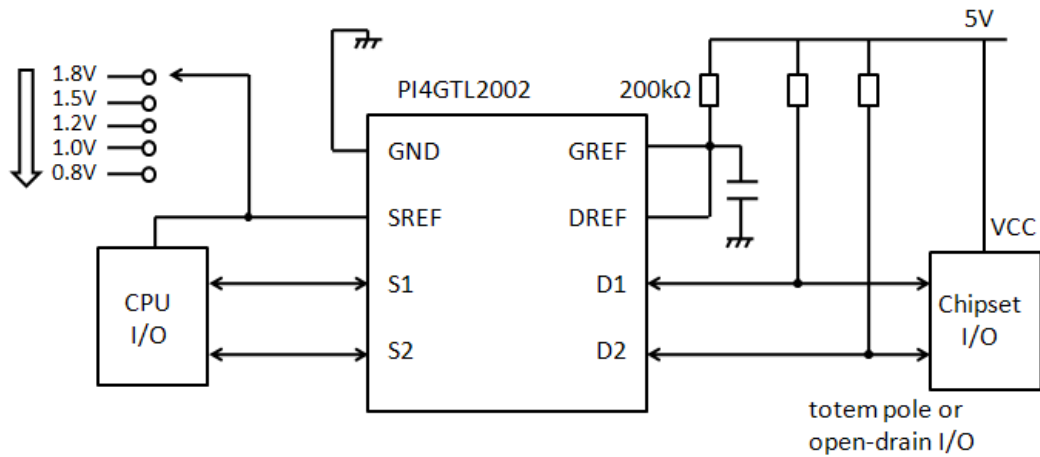 5V
1.8V
1.5V
1.2V
1.0V
0.8V
PI4GTL2002
200kΩ
GND
GREF
SREF
DREF
VCC
CPU
I/O
S1
D1
Chipset
I/O
S2
D2
totem pole or
open-drain I/O